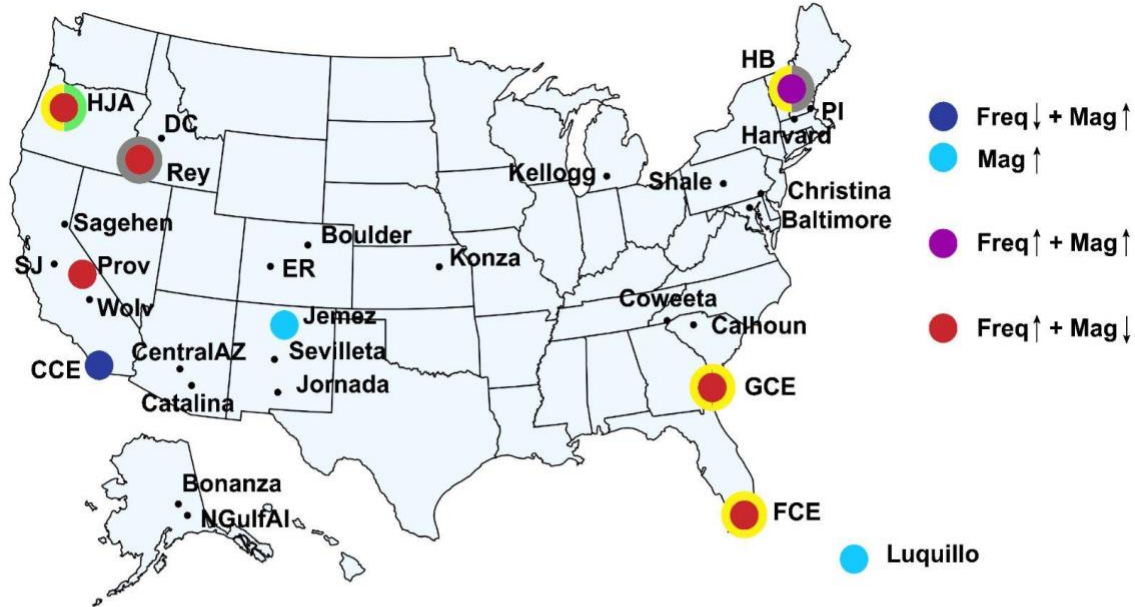 HB
HJA
PI
DC
Harvard
Freq↓ + Mag↑
Mag↑
Rey
Kellogg
Shale
Christina
Baltimore
Sagehen
Boulder
Freq↑ + Mag↑
SJ
Prov
ER
Konza
Wolv
Coweeta
Jemez
Calhoun
Freq↑ + Mag↓
CentralAZ
Sevilleta
CCE
Jornada
GCE
Catalina
Bonanza
NGulfAl
FCE
Luquillo